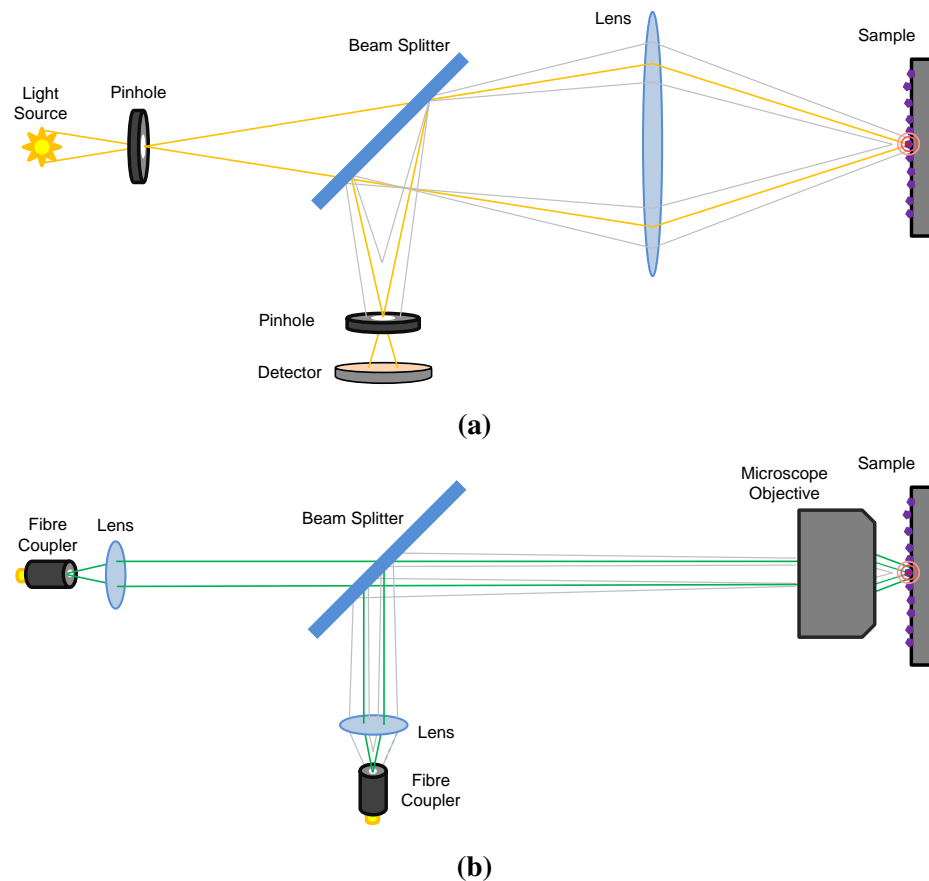 Lens
Sample
Beam Splitter
Light
Source
Pinhole
Pinhole
Detector
(a)
Microscope
Objective
Sample
Beam Splitter
Fibre
Coupler
Lens
Lens
Fibre
Coupler
(b)